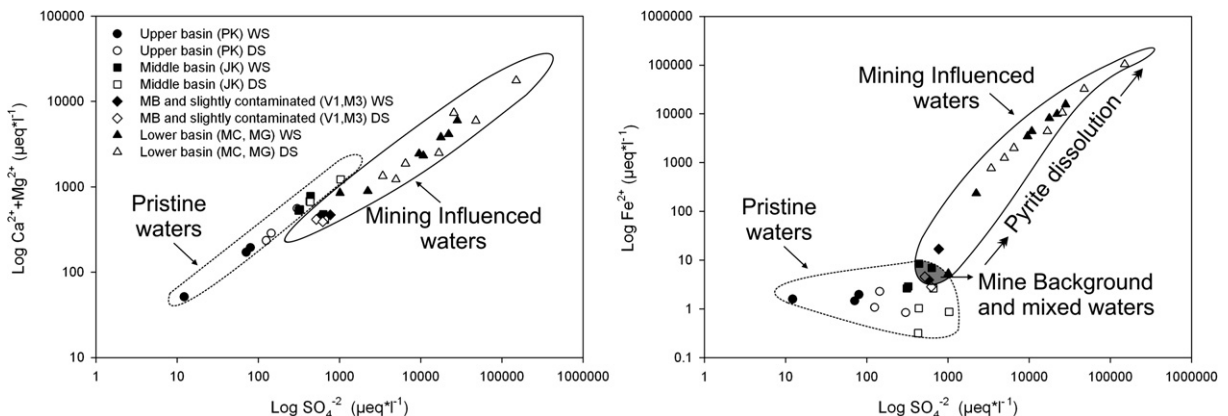 100000
10000
1000
100
10
Log Ca²⁺+Mg²⁺ (µeq*l⁻¹)
Upper basin (PK) WS
Upper basin (PK) DS
Middle basin (JK) WS
Middle basin (JK) DS
MB and slightly contaminated (V1,M3) WS
MB and slightly contaminated (V1,M3) DS
Lower basin (MC, MG) WS
Lower basin (MC, MG) DS
Pristine
waters
Mining Influenced
waters
1 10 100 1000 10000 100000 1000000
Log SO₄⁻² (µeq*l⁻¹)
1000000
100000
10000
1000
100
10
1
0.1
Log Fe²⁺ (µeq*l⁻¹)
Mining Influenced
waters
Pyrite dissolution
Pristine
waters
Mine Background
and mixed waters
1 10 100 1000 10000 100000 1000000
Log SO₄⁻² (µeq*l⁻¹)